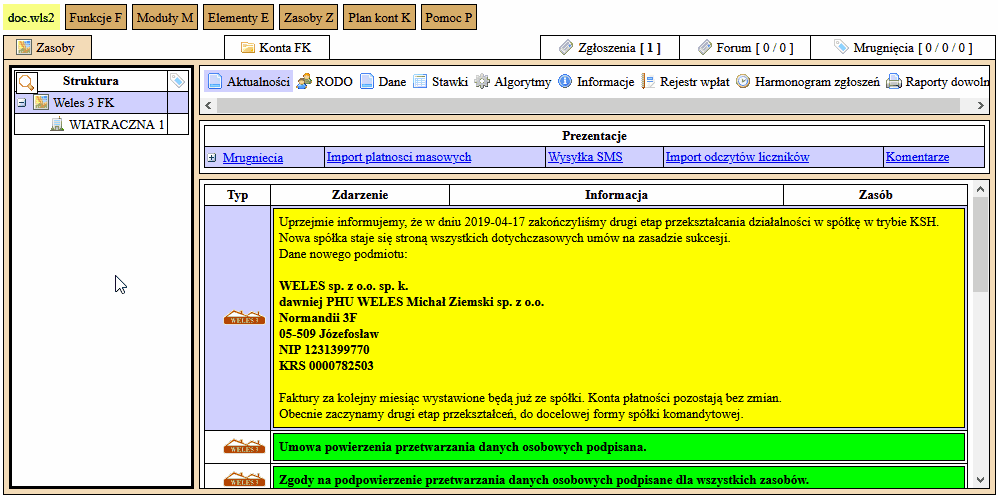 doc.wls2 Funkcje F Moduły M Elementy E Zasoby Z Plan kont K Pomoc P
Zasoby Konta FK Zgłoszenia [ 1 ] Forum [ 0 / 0 ] Mrugnięcia [ 0 / 0 / 0 ]
Struktura
Weles 3 FK
WIATRACZNA 1
Aktualności RODO Dane Stawki Algorytmy Informacje Rejestr wpłat Harmonogram zgłoszeń Raporty dowoln
Prezentacje
Mrugniecia Import platnosci masowych Wysyłka SMS Import odczytów liczników Komentarze
Typ Zdarzenie Informacja Zasób
Uprzejmie informujemy, że w dniu 2019-04-17 zakończyliśmy drugi etap przekształcania działalności w spółkę w trybie KSH.
Nowa spółka staje się stroną wszystkich dotychczasowych umów na zasadzie sukcesji.
Dane nowego podmiotu:
WELES sp. z o.o. sp. k.
dawniej PHU WELES Michał Ziemski sp. z o.o.
Normandii 3F
05-509 Józefosław
NIP 1231399770
KRS 0000782503
WELES 3
Faktury za kolejny miesiąc wystawione będą już ze spółki. Konta płatności pozostają bez zmian.
Obecnie zaczynamy drugi etap przekształceń, do docelowej formy spółki komandytowej.
WELES 3 Umowa powierzenia przetwarzania danych osobowych podpisana.
WELES 3 Zgody na podpowierzenie przetwarzania danych osobowych podpisane dla wszystkich zasobów.